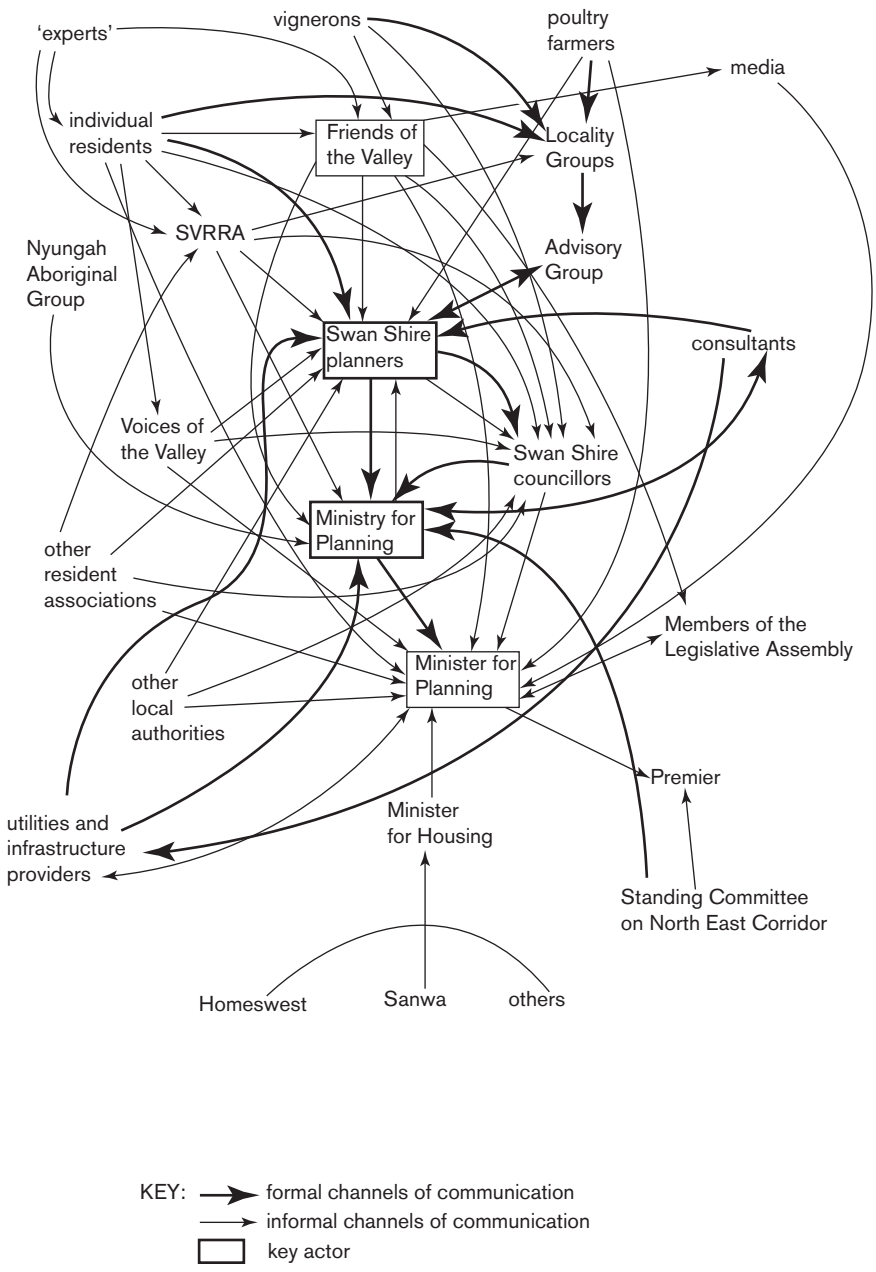 vignerons
poultry
farmers
‘experts’
media
individual
residents
Friends of
the Valley
Locality
Groups
SVRRA
Nyungah
Aboriginal
Group
Advisory
Group
Swan Shire
planners
consultants
Voices of
the Valley
Swan Shire
councillors
Ministry for
Planning
other
resident
associations
Members of the
Legislative Assembly
Minister for
Planning
other
local
authorities
Premier
utilities and
infrastructure
providers
Minister
for Housing
Standing Committee
on North East Corridor
Homeswest
Sanwa
others
KEY:
formal channels of communication
informal channels of communication
key actor